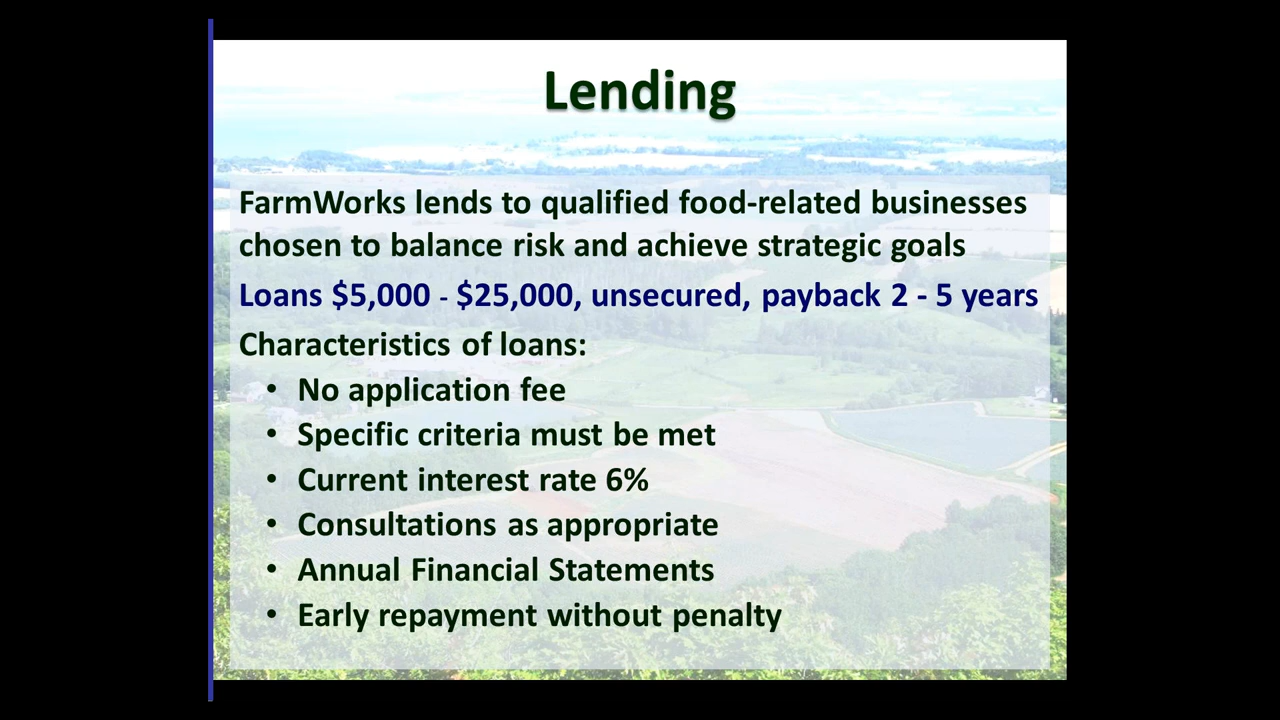 Lending
FarmWorks lends to qualified food-related businesses
chosen to balance risk and achieve strategic goals
Loans $5,000 - $25,000, unsecured, payback 2 - 5 years
Characteristics of loans:
• No application fee
• Specific criteria must be met
• Current interest rate 6%
• Consultations as appropriate
• Annual Financial Statements
• Early repayment without penalty